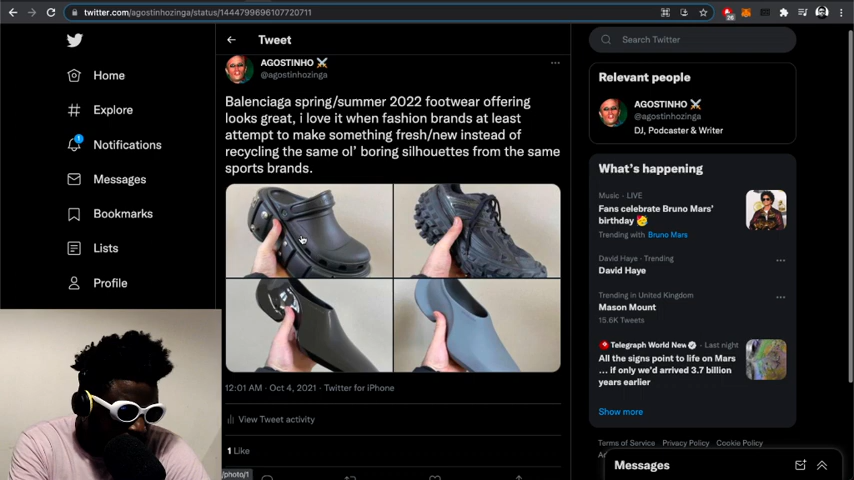 twitter.com/agostinhozinga/status/1444799696107720711
26
Home
Explore
1
Notifications
Messages
Bookmarks
Lists
Profile
Tweet
AGOSTINHO ⚔️
@agostinhozinga
Balenciaga spring/summer 2022 footwear offering
looks great, i love it when fashion brands at least
attempt to make something fresh/new instead of
recycling the same ol' boring silhouettes from the same
sports brands.
12:01 AM · Oct 4, 2021 · Twitter for iPhone
View Tweet activity
1 Like
/photo/1
Search Twitter
Relevant people
AGOSTINHO ⚔️
@agostinhozinga
DJ, Podcaster & Writer
What's happening
Music · LIVE
Fans celebrate Bruno Mars'
birthday 🥳
Trending with Bruno Mars
David Haye · Trending
David Haye
Trending in United Kingdom
Mason Mount
15.6K Tweets
Telegraph World New · Last night
All the signs point to life on Mars
... if only we'd arrived 3.7 billion
years earlier
Show more
Terms of Service Privacy Policy Cookie Policy
Messages